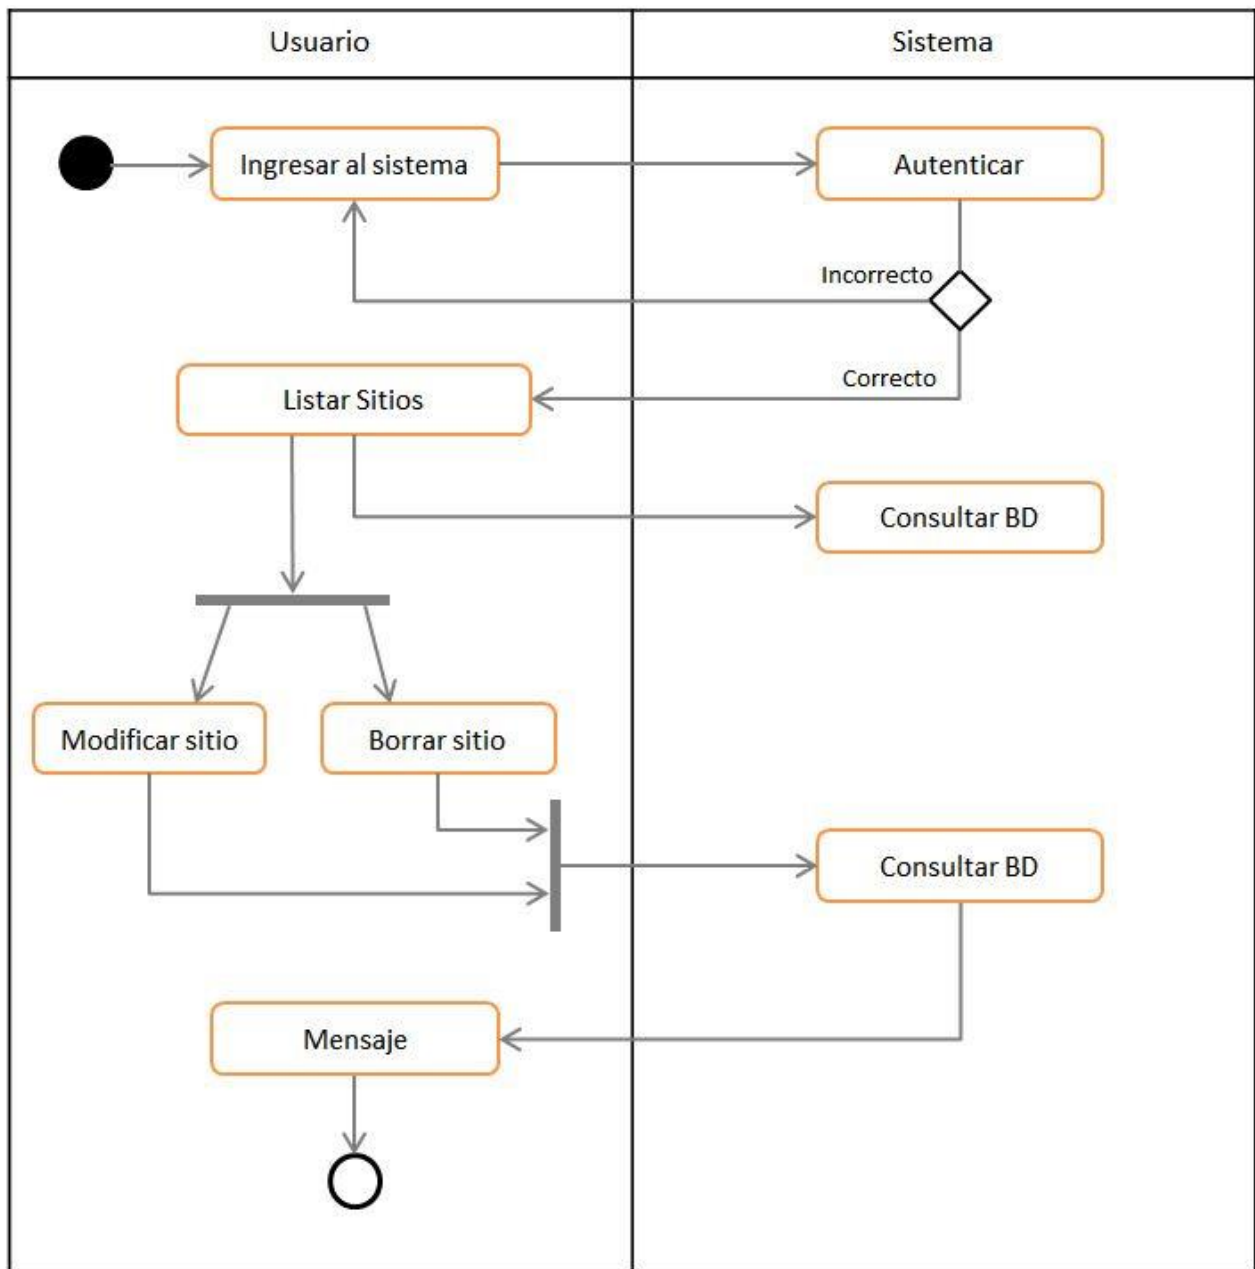 Usuario
Sistema
Ingresar al sistema
Autenticar
Incorrecto
Correcto
Listar Sitios
Consultar BD
Modificar sitio
Borrar sitio
Consultar BD
Mensaje